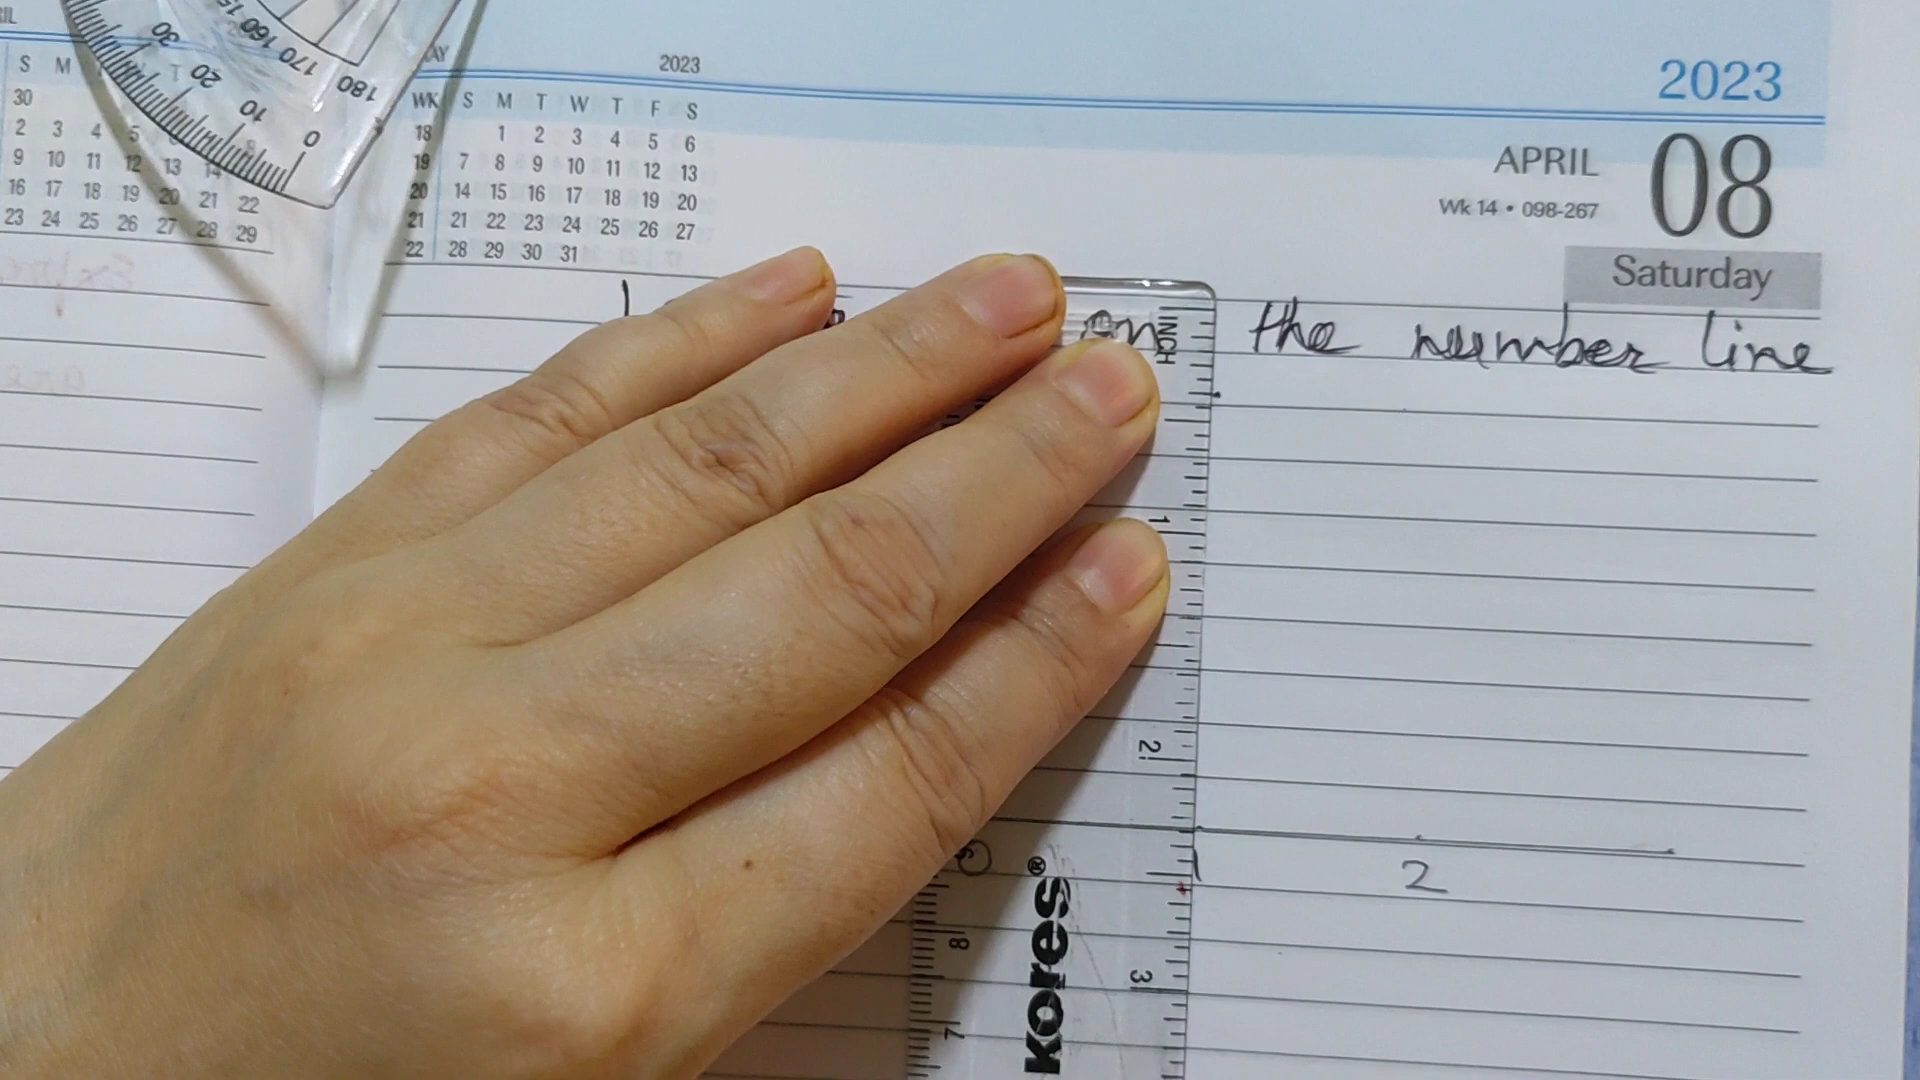 2023
APRIL 08
Wk 14 • 098-267
Saturday
2023
WK S M T W T F S
18 1 2 3 4 5 6
19 7 8 9 10 11 12 13
20 14 15 16 17 18 19 20
21 21 22 23 24 25 26 27
22 28 29 30 31
S M
30
2 3 4 5
9 10 11 12 13 14
16 17 18 19 20 21 22
23 24 25 26 27 28 29
30 20 10 0
160 170 180
on the number line
INCH
1
2
3
8
7
kores®
1 2